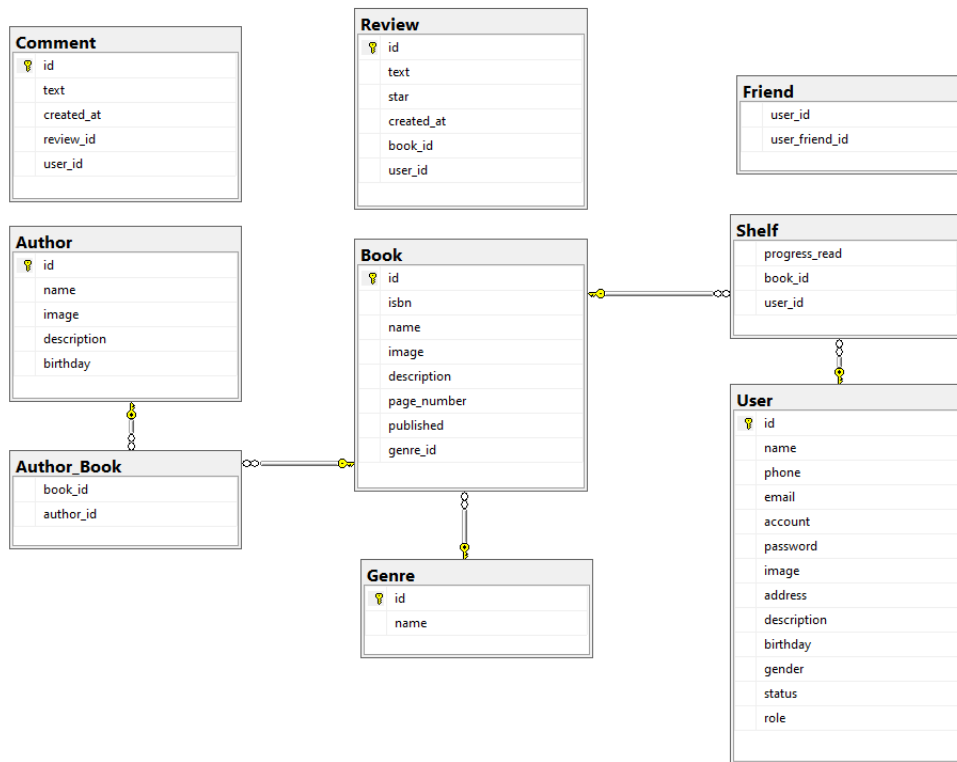 Comment
id
text
created_at
review_id
user_id
Review
id
text
star
created_at
book_id
user_id
Friend
user_id
user_friend_id
Author
id
name
image
description
birthday
Book
id
isbn
name
image
description
page_number
published
genre_id
Shelf
progress_read
book_id
user_id
Author_Book
book_id
author_id
Genre
id
name
User
id
name
phone
email
account
password
image
address
description
birthday
gender
status
role